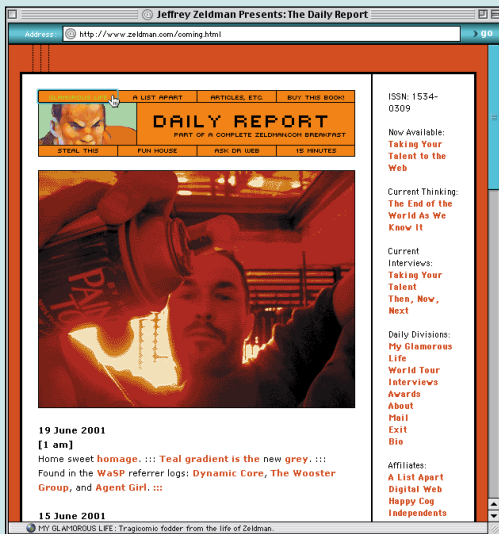 Jeffrey Zeldman Presents: The Daily Report
Address: @ http://www.zeldman.com/coming.html
go
GLAMOROUS LIFE
A LIST APART
ARTICLES, ETC.
BUY THIS BOOK!
DAILY REPORT
PART OF A COMPLETE ZELDMAN.COM BREAKFAST
STEAL THIS
FUN HOUSE
ASK DR WEB
15 MINUTES
PAIN
19 June 2001
[1 am]
Home sweet homage. ::: Teal gradient is the new grey. :::
Found in the WaSP referrer logs: Dynamic Core, The Wooster
Group, and Agent Girl. :::
15 June 2001
ISSN: 1534-
0309
Now Available:
Taking Your
Talent to the
Web
Current Thinking:
The End of the
World As We
Know It
Current
Interviews:
Taking Your
Talent
Then, Now,
Next
Daily Divisions:
My Glamorous
Life
World Tour
Interviews
Awards
About
Mail
Exit
Bio
Affiliates:
A List Apart
Digital Web
Happy Cog
Independents
MY GLAMOROUS LIFE: Tragicomic fodder from the life of Zeldman.